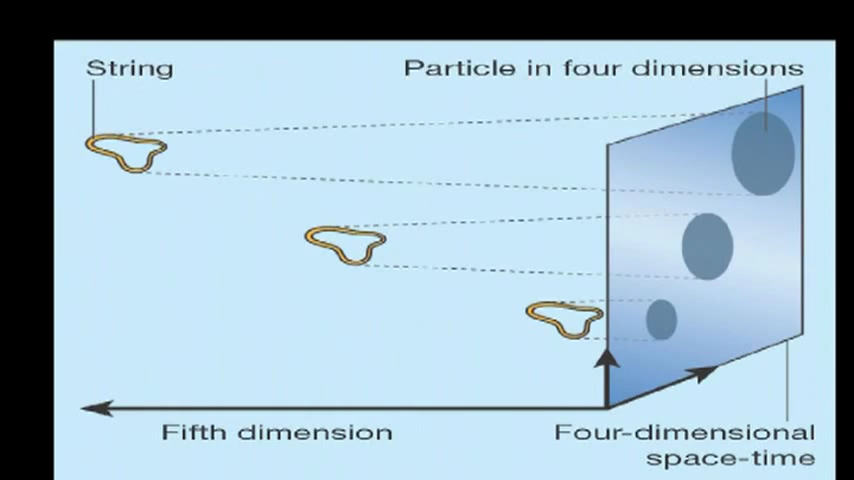 String
Particle in four dimensions
Fifth dimension
Four-dimensional
space-time